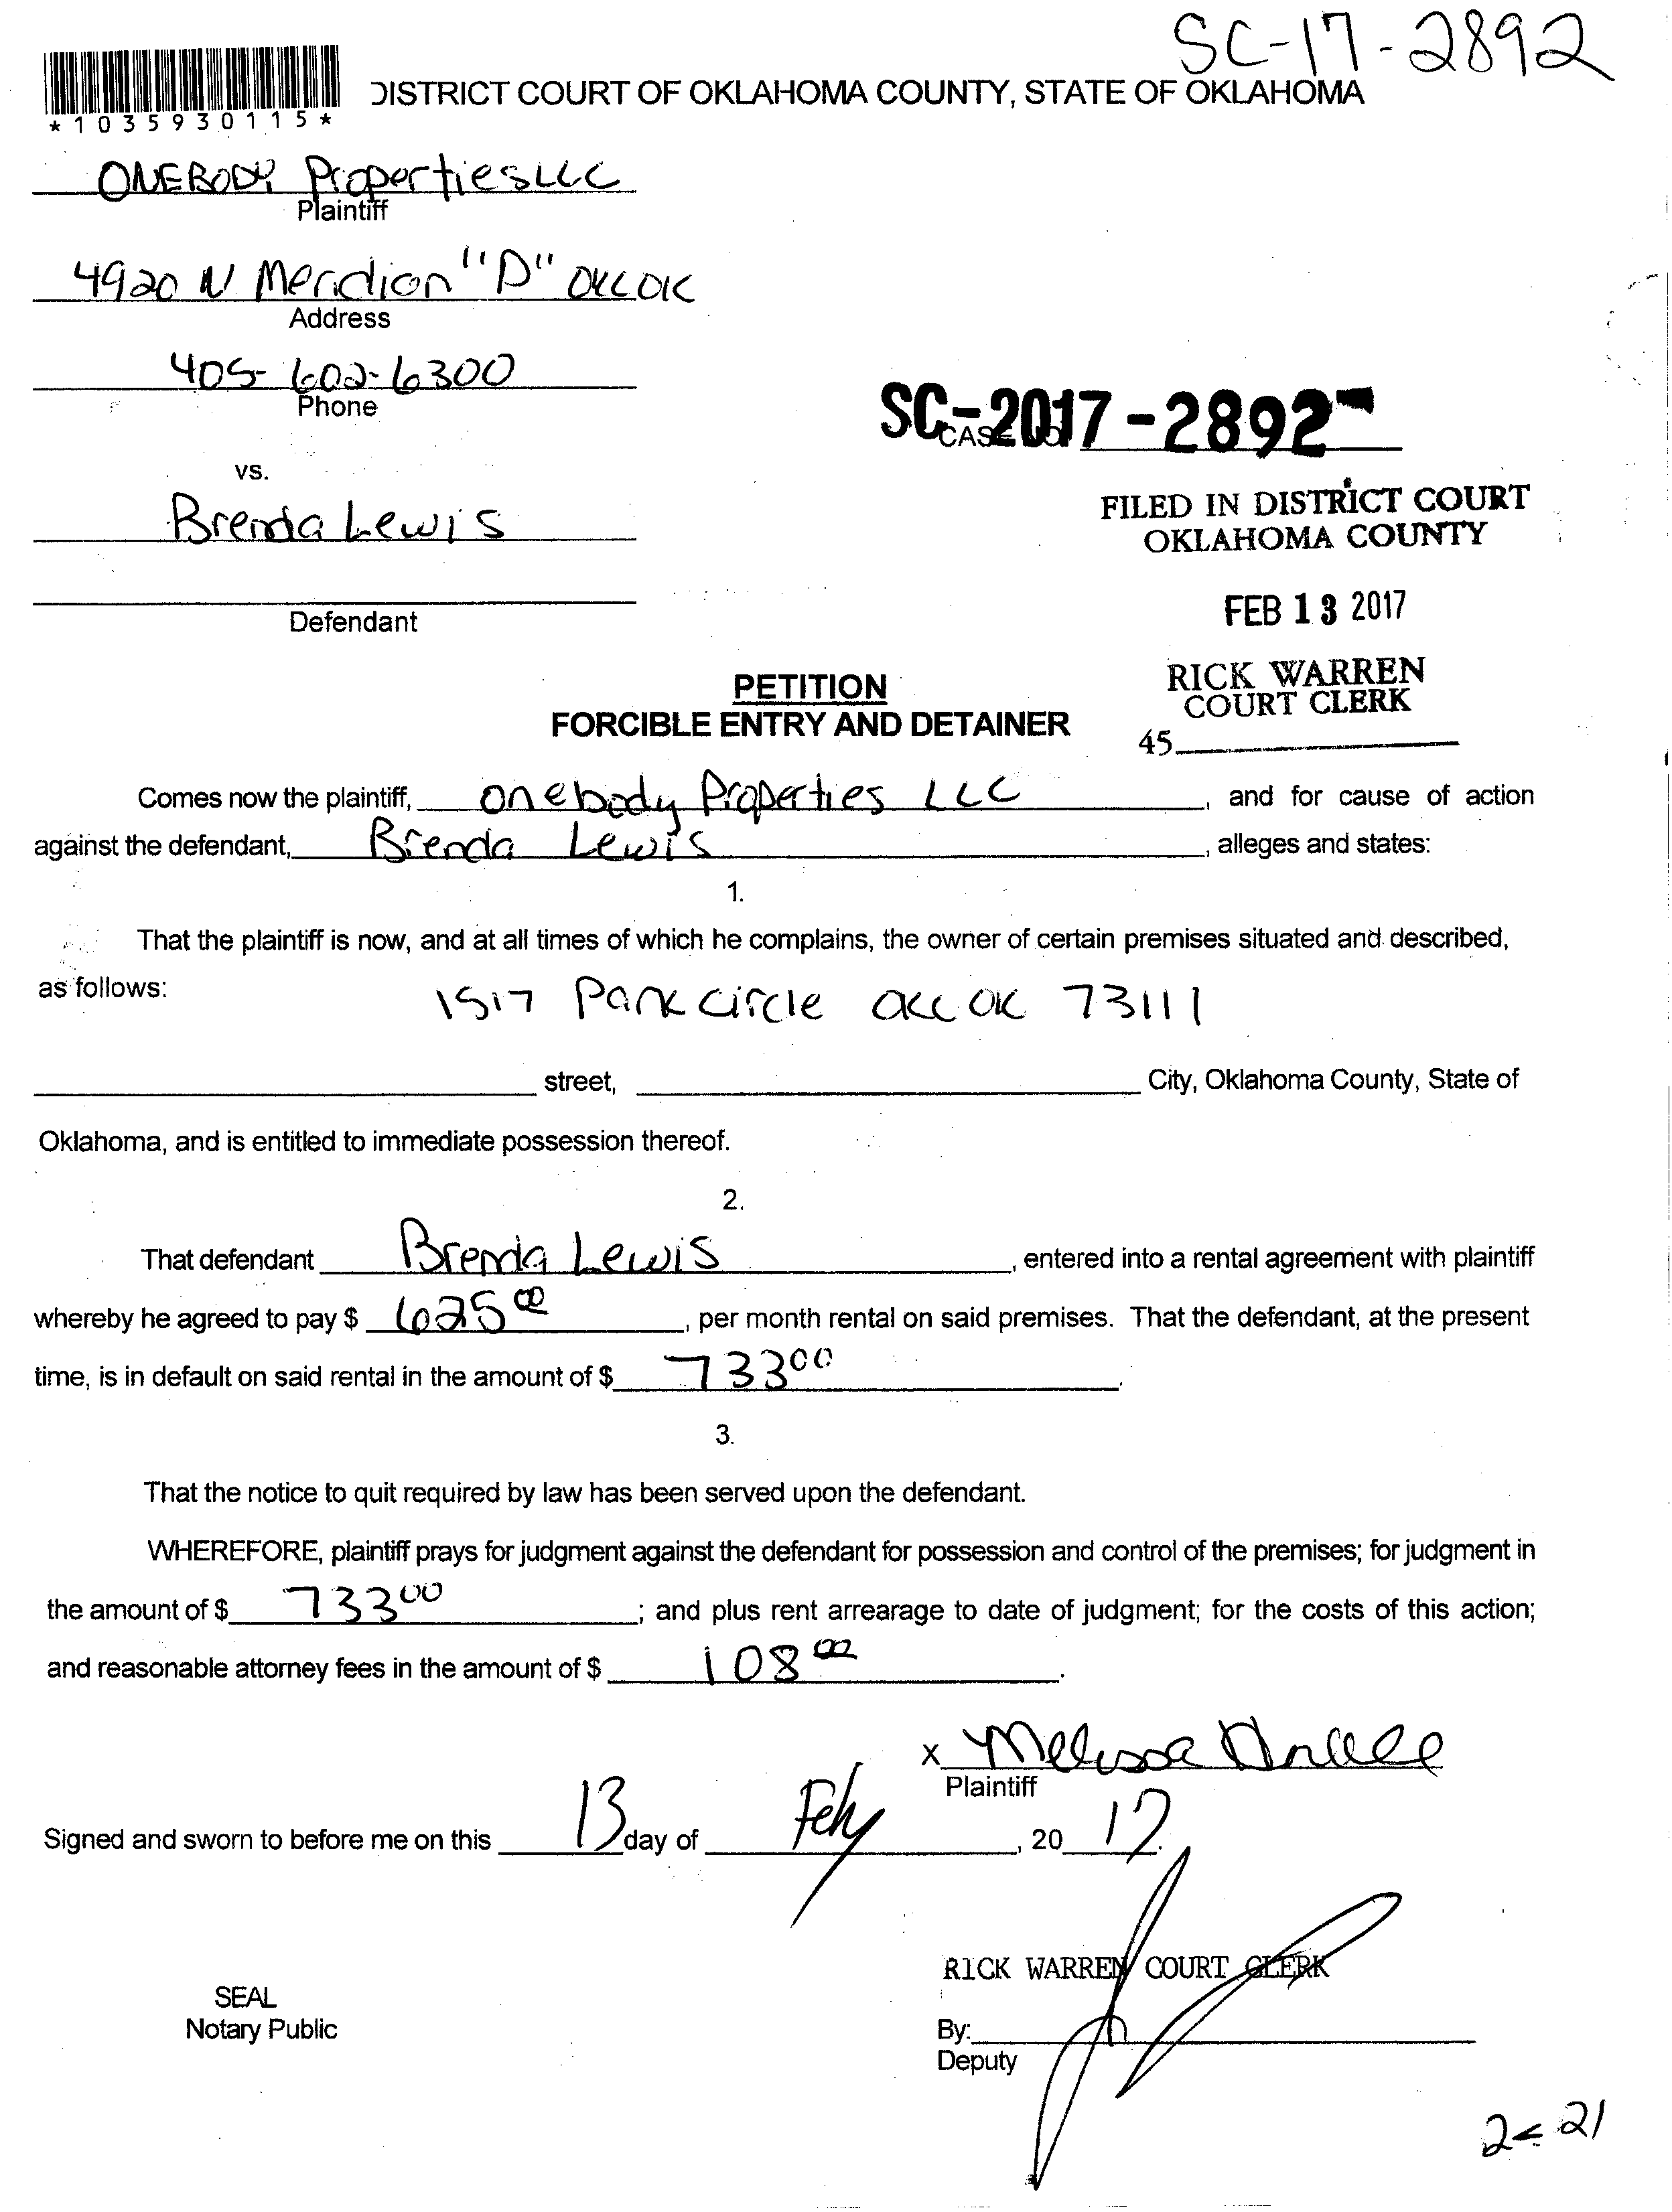 SC-17-2892
*1035930115*
DISTRICT COURT OF OKLAHOMA COUNTY, STATE OF OKLAHOMA
ONEBODY Properties LLC
Plaintiff
4920 N Meridian "D" OKC OK
Address
405-602-6300
Phone
SC-2017-2892
CASE NO
vs.
Brenda Lewis
FILED IN DISTRICT COURT
OKLAHOMA COUNTY
Defendant
FEB 13 2017
RICK WARREN
COURT CLERK
45
PETITION
FORCIBLE ENTRY AND DETAINER
Comes now the plaintiff, onebody Properties LLC, and for cause of action
against the defendant, Brenda Lewis, alleges and states:
1.
That the plaintiff is now, and at all times of which he complains, the owner of certain premises situated and described,
as follows: 1517 Park circle OKC OK 73111
street, City, Oklahoma County, State of
Oklahoma, and is entitled to immediate possession thereof.
2.
That defendant Brenda Lewis, entered into a rental agreement with plaintiff
whereby he agreed to pay $ 625 00, per month rental on said premises. That the defendant, at the present
time, is in default on said rental in the amount of $ 733 00.
3.
That the notice to quit required by law has been served upon the defendant.
WHEREFORE, plaintiff prays for judgment against the defendant for possession and control of the premises; for judgment in
the amount of $ 733 00; and plus rent arrearage to date of judgment; for the costs of this action;
and reasonable attorney fees in the amount of $ 108 00.
x Melissa
Plaintiff
Signed and sworn to before me on this 13 day of Feby, 20 17.
RICK WARREN COURT CLERK
SEAL
Notary Public
By:
Deputy
21